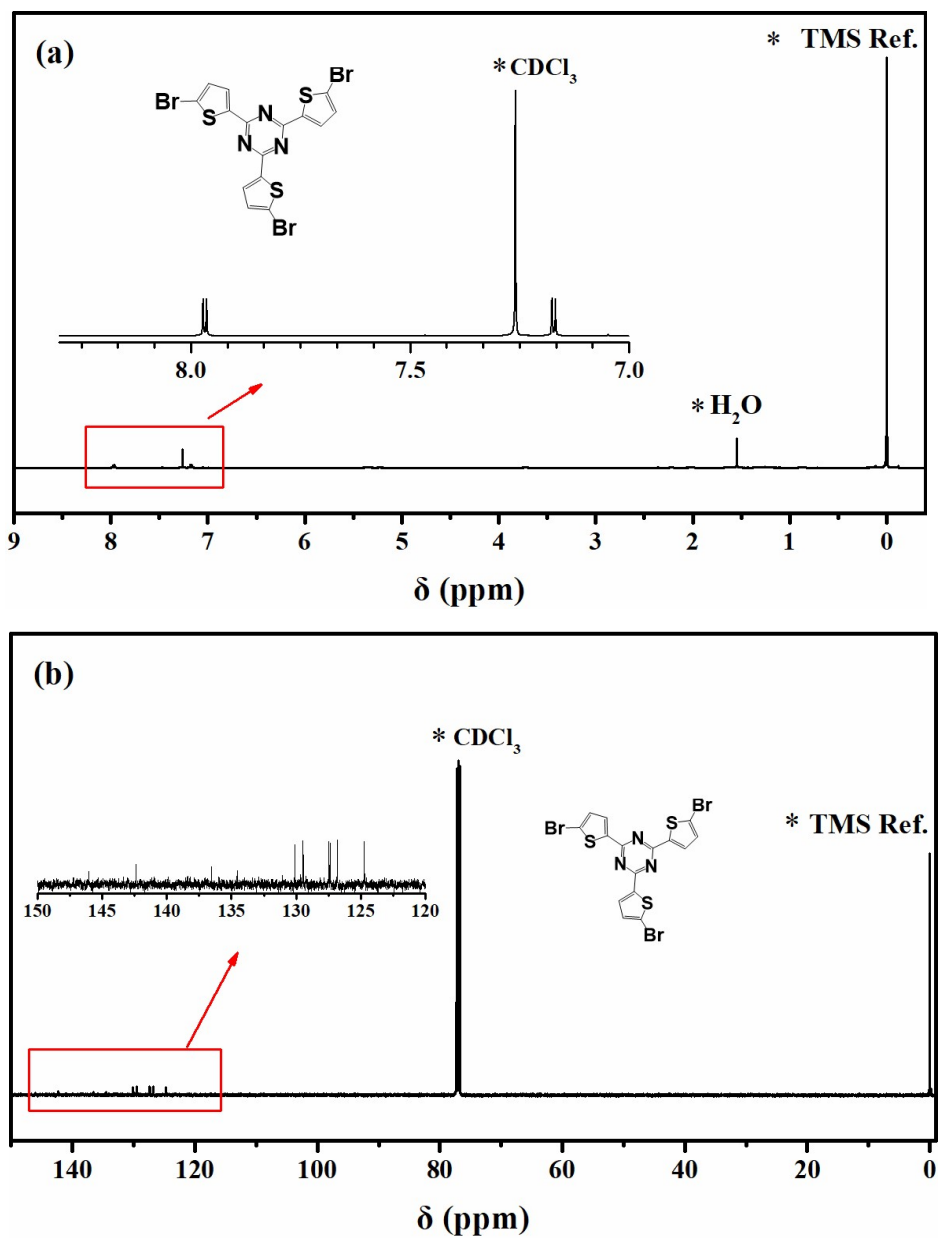 (a)
* TMS Ref.
* CDCl3
Br
S
N
S
Br
N
N
S
Br
8.0 7.5 7.0
* H2O
9 8 7 6 5 4 3 2 1 0
δ (ppm)
(b)
* CDCl3
Br
S
N
S
Br
N
N
S
Br
* TMS Ref.
150 145 140 135 130 125 120
140 120 100 80 60 40 20 0
δ (ppm)